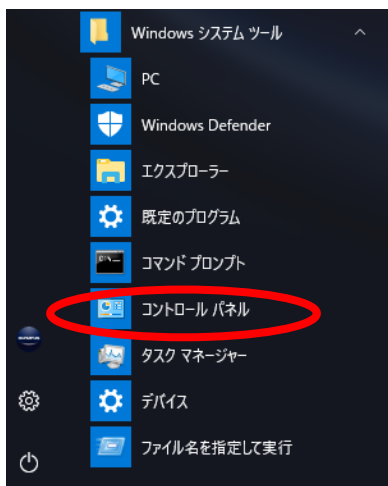 Windows システム ツール
PC
Windows Defender
エクスプローラー
既定のプログラム
コマンド プロンプト
コントロール パネル
タスク マネージャー
デバイス
ファイル名を指定して実行